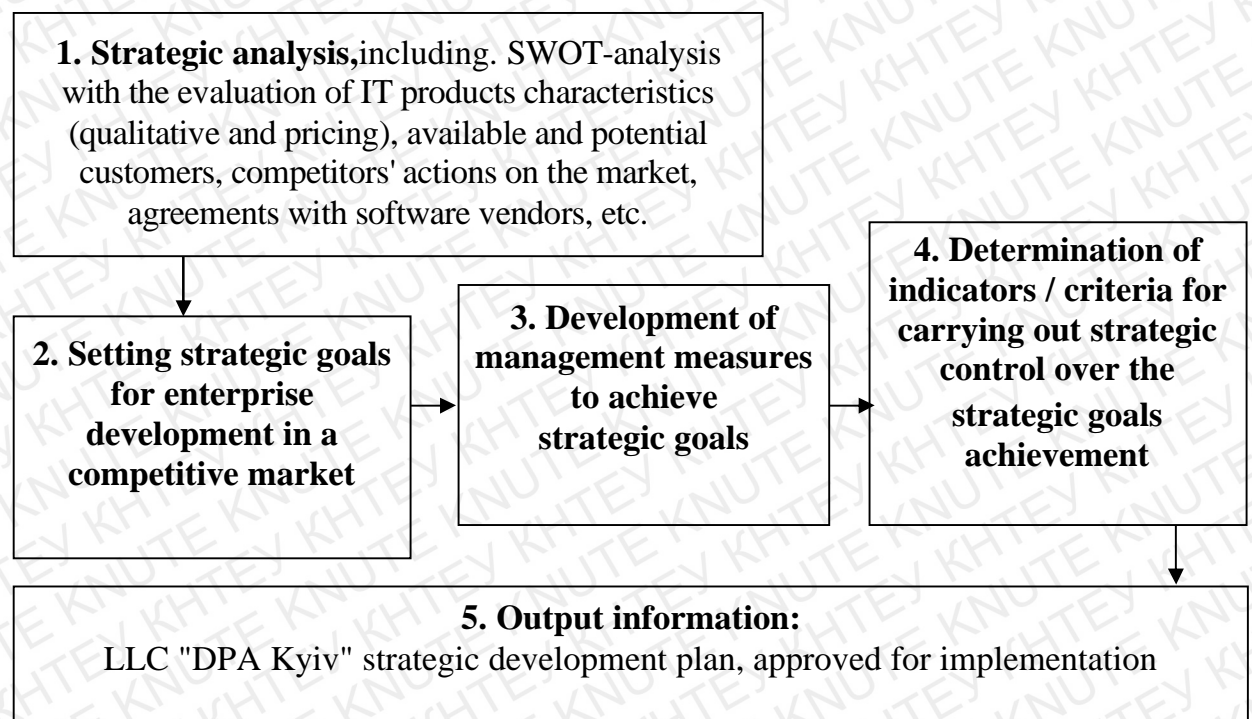 1. Strategic analysis,including. SWOT-analysis
with the evaluation of IT products characteristics
(qualitative and pricing), available and potential
customers, competitors' actions on the market,
agreements with software vendors, etc.
2. Setting strategic goals
for enterprise
development in a
competitive market
3. Development of
management measures
to achieve
strategic goals
4. Determination of
indicators / criteria for
carrying out strategic
control over the
strategic goals
achievement
5. Output information:
LLC "DPA Kyiv" strategic development plan, approved for implementation